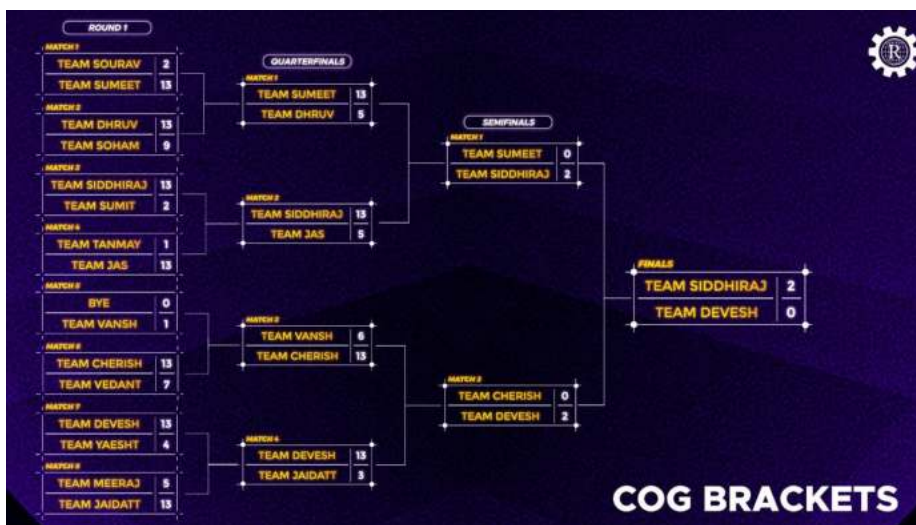 ROUND 1
MATCH 1
TEAM SOURAV 2
TEAM SUMEET 13
MATCH 2
TEAM DHRUV 13
TEAM SOHAM 9
MATCH 3
TEAM SIDDHIRAJ 13
TEAM SUMIT 2
MATCH 4
TEAM TANMAY 1
TEAM JAS 13
MATCH 5
BYE 0
TEAM VANSH 1
MATCH 6
TEAM CHERISH 13
TEAM VEDANT 7
MATCH 7
TEAM DEVESH 13
TEAM YAESHT 4
MATCH 8
TEAM MEERAJ 5
TEAM JAIDATT 13
QUARTERFINALS
MATCH 1
TEAM SUMEET 13
TEAM DHRUV 5
MATCH 2
TEAM SIDDHIRAJ 13
TEAM JAS 5
MATCH 3
TEAM VANSH 6
TEAM CHERISH 13
MATCH 4
TEAM DEVESH 13
TEAM JAIDATT 3
SEMIFINALS
MATCH 1
TEAM SUMEET 0
TEAM SIDDHIRAJ 2
MATCH 2
TEAM CHERISH 0
TEAM DEVESH 2
FINALS
TEAM SIDDHIRAJ 2
TEAM DEVESH 0
R
COG BRACKETS